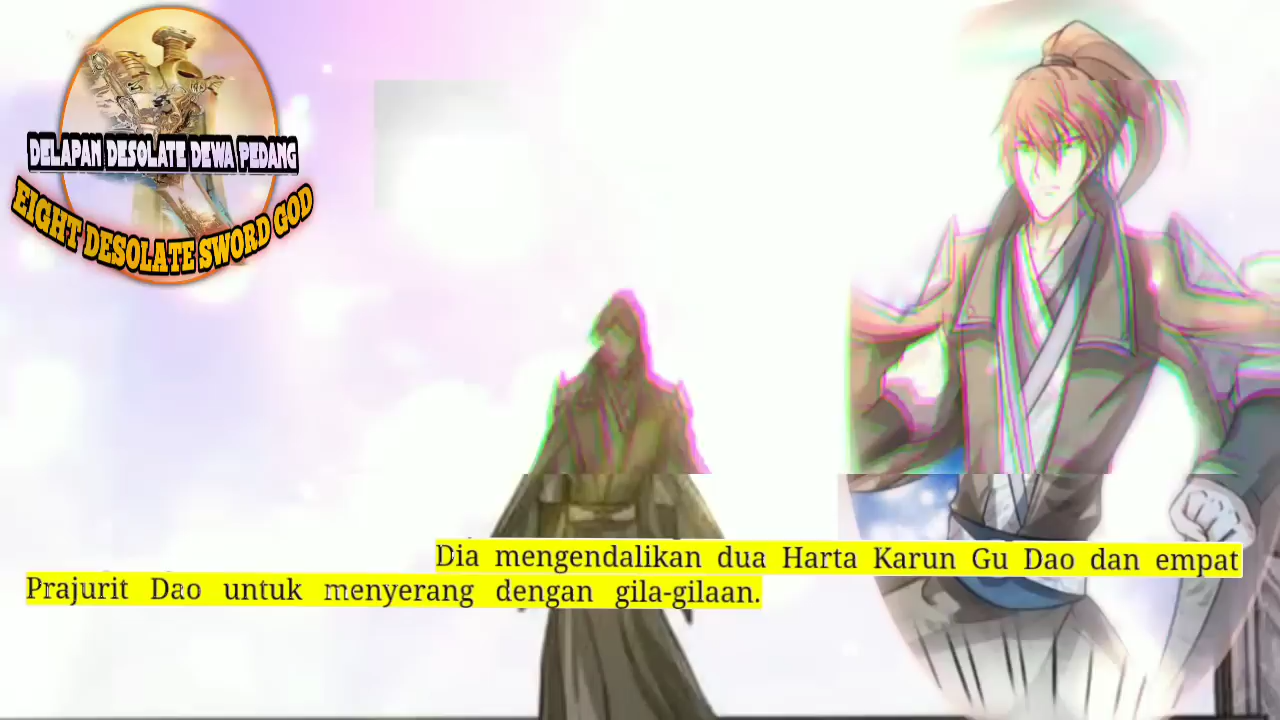 DELAPAN DESOLATE DEWA PEDANG
EIGHT DESOLATE SWORD GOD
Dia mengendalikan dua Harta Karun Gu Dao dan empat
Prajurit Dao untuk menyerang dengan gila-gilaan.